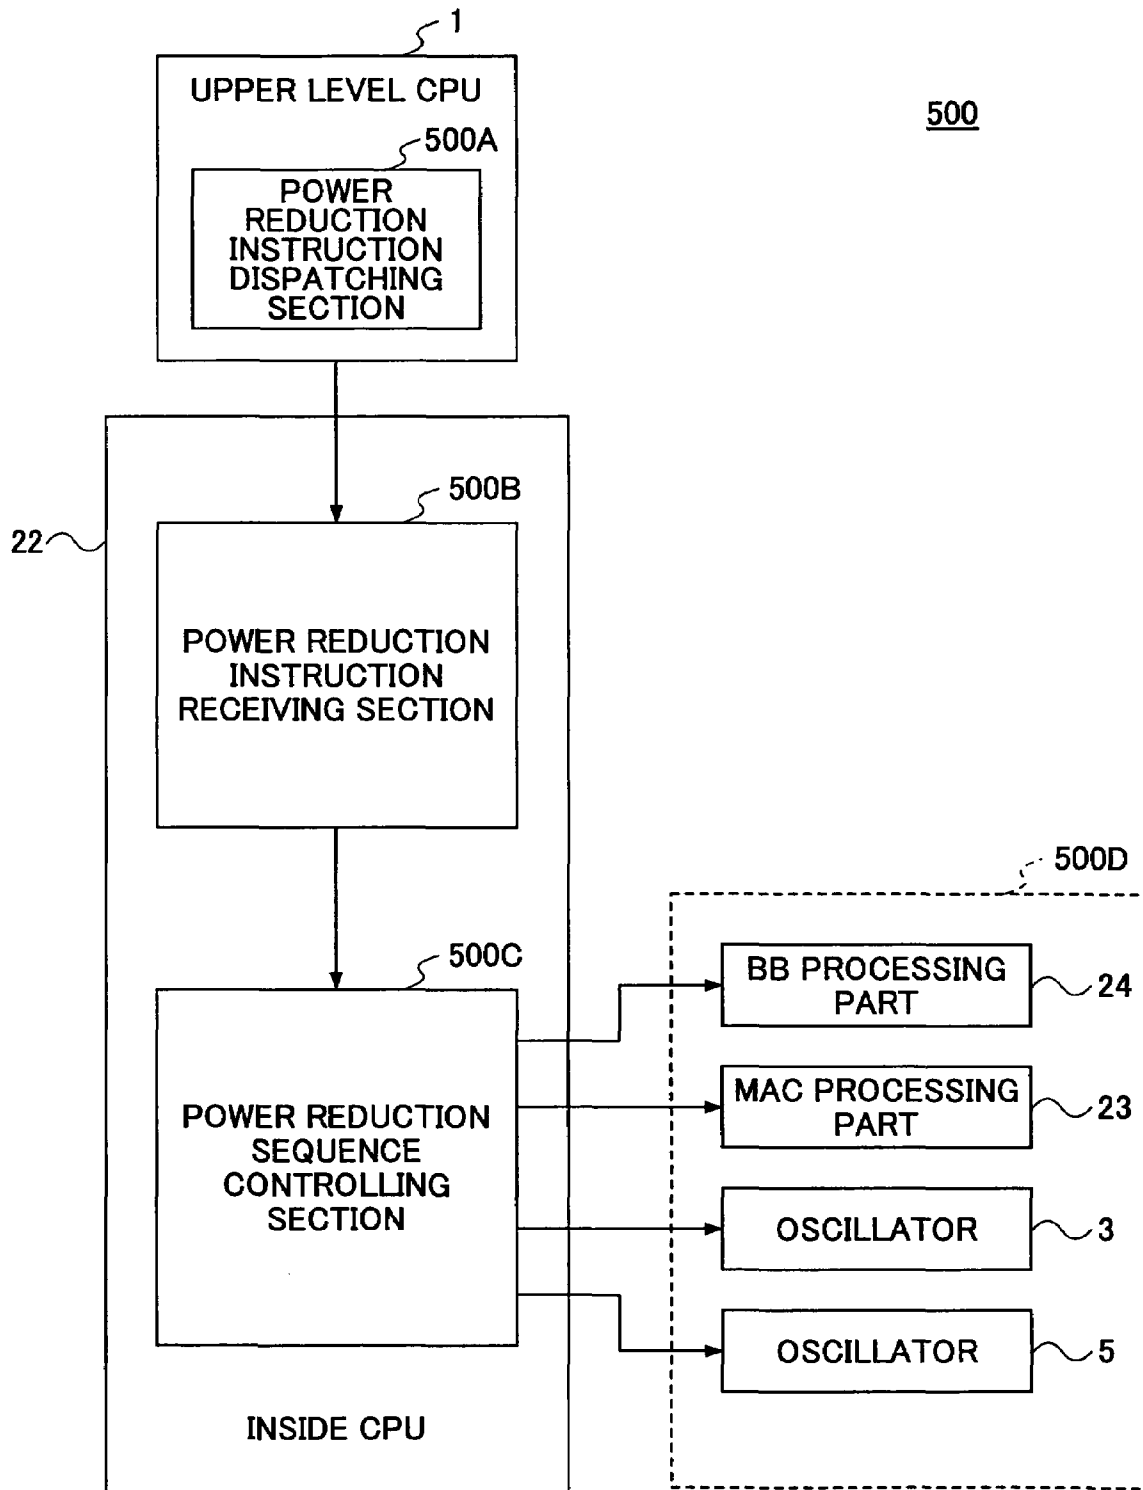 1
UPPER LEVEL CPU
500
500A
POWER
REDUCTION
INSTRUCTION
DISPATCHING
SECTION
500B
22
POWER REDUCTION
INSTRUCTION
RECEIVING SECTION
500D
500C
BB PROCESSING
PART
24
MAC PROCESSING
PART
23
POWER REDUCTION
SEQUENCE
CONTROLLING
SECTION
OSCILLATOR
3
OSCILLATOR
5
INSIDE CPU